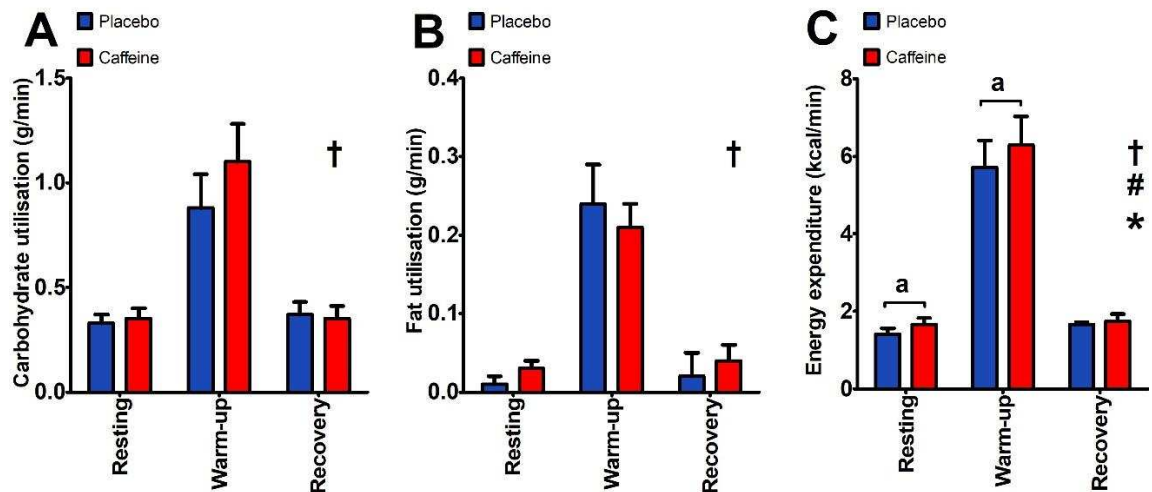 A
Placebo
Caffeine
Carbohydrate utilisation (g/min)
1.5
1.0
0.5
0.0
†
Resting
Warm-up
Recovery
B
Placebo
Caffeine
Fat utilisation (g/min)
0.4
0.3
0.2
0.1
0.0
†
Resting
Warm-up
Recovery
C
Placebo
Caffeine
Energy expenditure (kcal/min)
8
6
4
2
0
a
a
†
#
*
Resting
Warm-up
Recovery